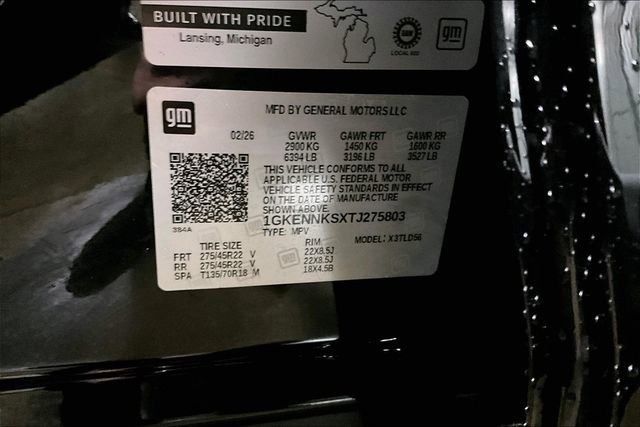 BUILT WITH PRIDE
Lansing, Michigan
LOCAL 602
gm
gm
MFD BY GENERAL MOTORS LLC
02/26 GVWR GAWR FRT GAWR RR
2900 KG 1450 KG 1600 KG
6394 LB 3196 LB 3527 LB
THIS VEHICLE CONFORMS TO ALL
APPLICABLE U.S. FEDERAL MOTOR
VEHICLE SAFETY STANDARDS IN EFFECT
ON THE DATE OF MANUFACTURE
SHOWN ABOVE.
1GKENNKSXTJ275803
384A
TYPE: MPV
MODEL: X3TLD56
TIRE SIZE RIM
FRT 275/45R22 V 22X8.5J
RR 275/45R22 V 22X8.5J
SPA T135/70R18 M 18X4.5B